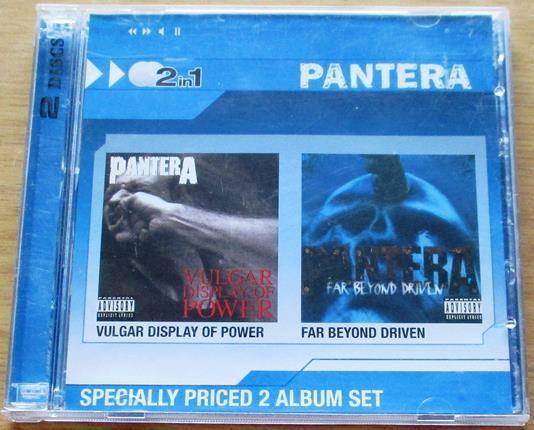 2 DISCS
2in1
PANTERA
PANTERA
VULGAR
DISPLAY OF
POWER
PARENTAL
ADVISORY
EXPLICIT LYRICS
PANTERA
FAR BEYOND DRIVEN
PARENTAL
ADVISORY
EXPLICIT LYRICS
VULGAR DISPLAY OF POWER
FAR BEYOND DRIVEN
SPECIALLY PRICED 2 ALBUM SET